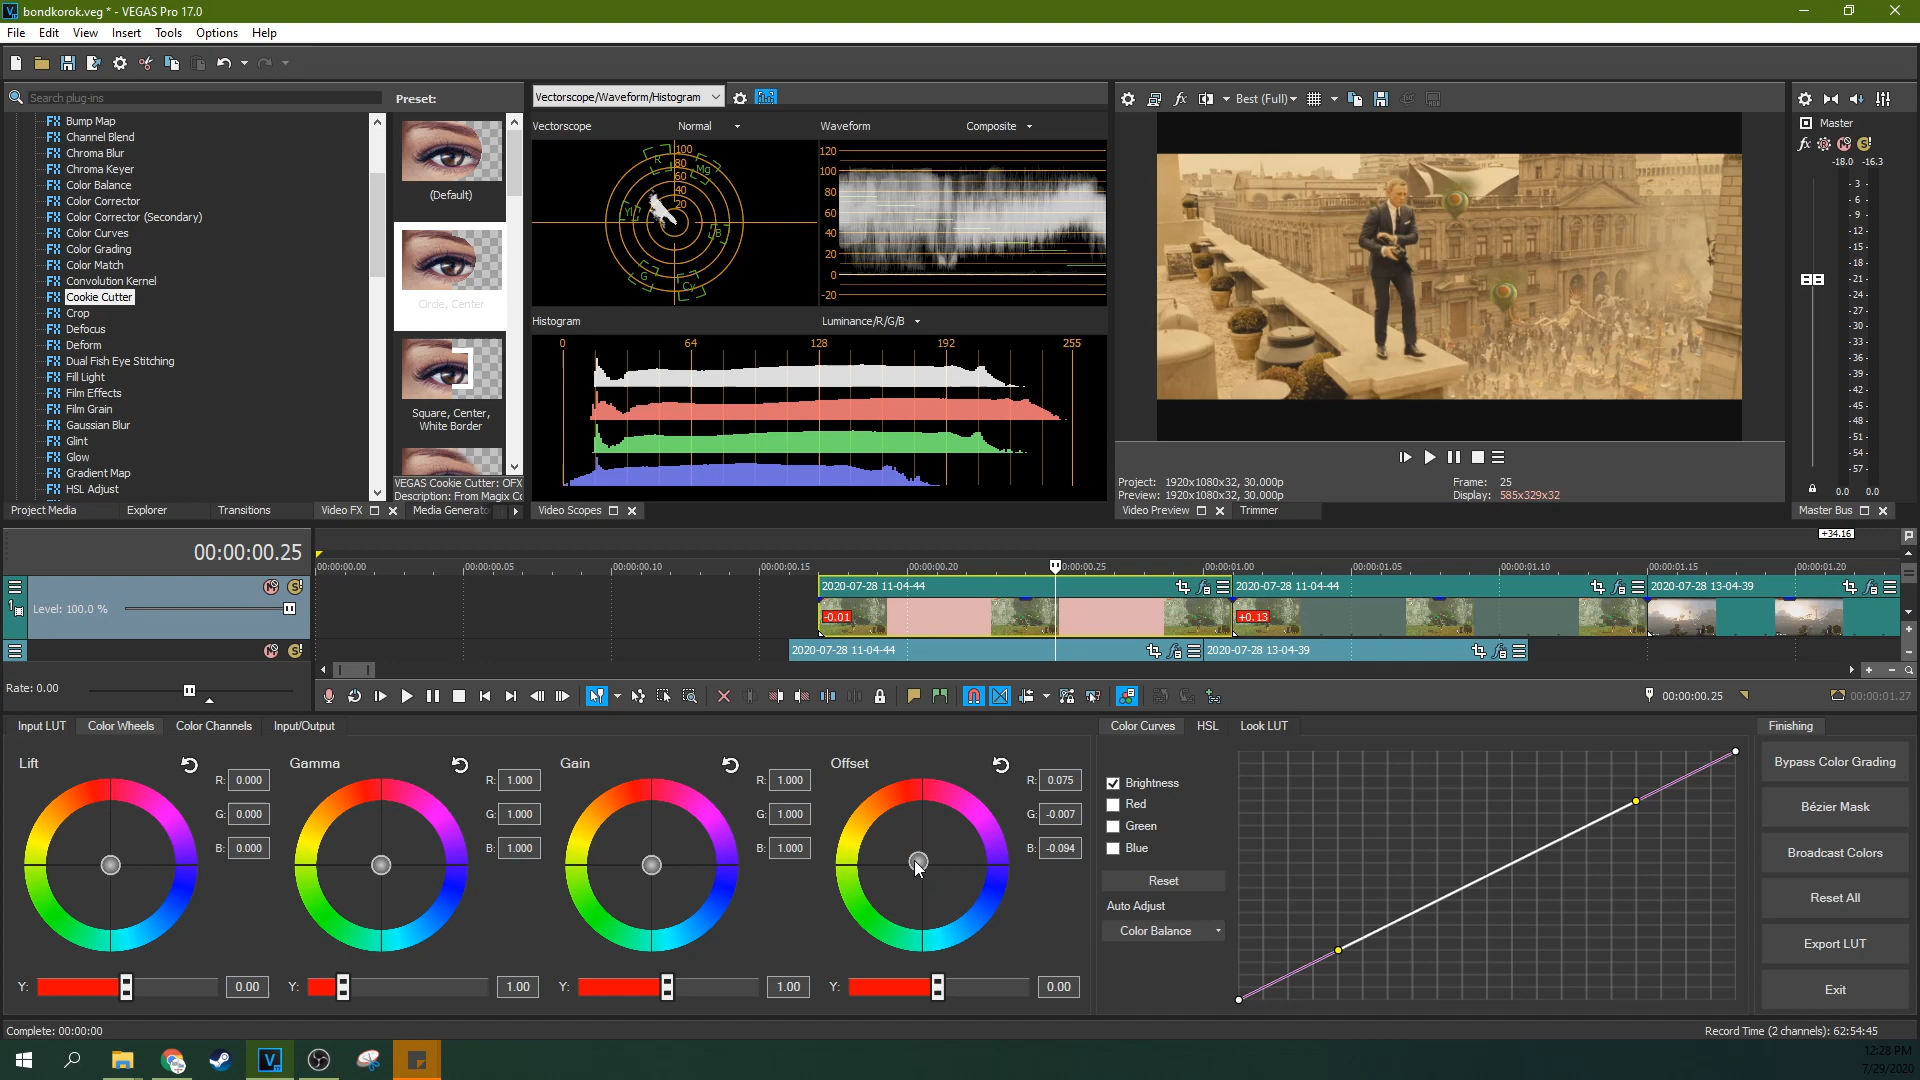 bondkorok.veg * - VEGAS Pro 17.0
File Edit View Insert Tools Options Help
Search plug-ins
Preset:
Bump Map
Channel Blend
Chroma Blur
Chroma Keyer
Color Balance
Color Corrector
Color Corrector (Secondary)
Color Curves
Color Grading
Color Match
Convolution Kernel
Cookie Cutter
Crop
Defocus
Deform
Dual Fish Eye Stitching
Fill Light
Film Effects
Film Grain
Gaussian Blur
Glint
Glow
Gradient Map
HSL Adjust
(Default)
Circle, Center
Square, Center,
White Border
VEGAS Cookie Cutter: OFX
Description: From Magix Co
Project Media Explorer Transitions Video FX Media Generato
Vectorscope/Waveform/Histogram
Vectorscope Normal Waveform Composite
R Mg B Cy G Yl
100
80
60
40
20
120
100
80
60
40
20
0
-20
Histogram Luminance/R/G/B
0 64 128 192 255
Video Scopes
Best (Full)
Project: 1920x1080x32, 30.000p
Preview: 1920x1080x32, 30.000p
Frame: 25
Display: 585x329x32
Video Preview Trimmer
Master
-18.0 -16.3
- 3 -
- 6 -
- 9 -
-12-
-15-
-18-
-21-
-24-
-27-
-30-
-33-
-36-
-39-
-42-
-45-
-48-
-51-
-54-
-57-
0.0 0.0
Master Bus
+34.16
00:00:00.25
00:00:00.00 00:00:00.05 00:00:00.10 00:00:00.15 00:00:00.20 00:00:00.25 00:00:01.00 00:00:01.05 00:00:01.10 00:00:01.15 00:00:01.20
1
Level: 100.0 %
2020-07-28 11-04-44 2020-07-28 11-04-44 2020-07-28 13-04-39
-0.01 +0.13
2020-07-28 11-04-44 2020-07-28 13-04-39
Rate: 0.00
00:00:00.25 00:00:01.27
Input LUT Color Wheels Color Channels Input/Output
Lift
R: 0.000
G: 0.000
B: 0.000
Y: 0.00
Gamma
R: 1.000
G: 1.000
B: 1.000
Y: 1.00
Gain
R: 1.000
G: 1.000
B: 1.000
Y: 1.00
Offset
R: 0.075
G: -0.007
B: -0.094
Y: 0.00
Color Curves HSL Look LUT
Brightness
Red
Green
Blue
Reset
Auto Adjust
Color Balance
Finishing
Bypass Color Grading
Bézier Mask
Broadcast Colors
Reset All
Export LUT
Exit
Complete: 00:00:00
Record Time (2 channels): 62:54:45
12:28 PM
7/29/2020